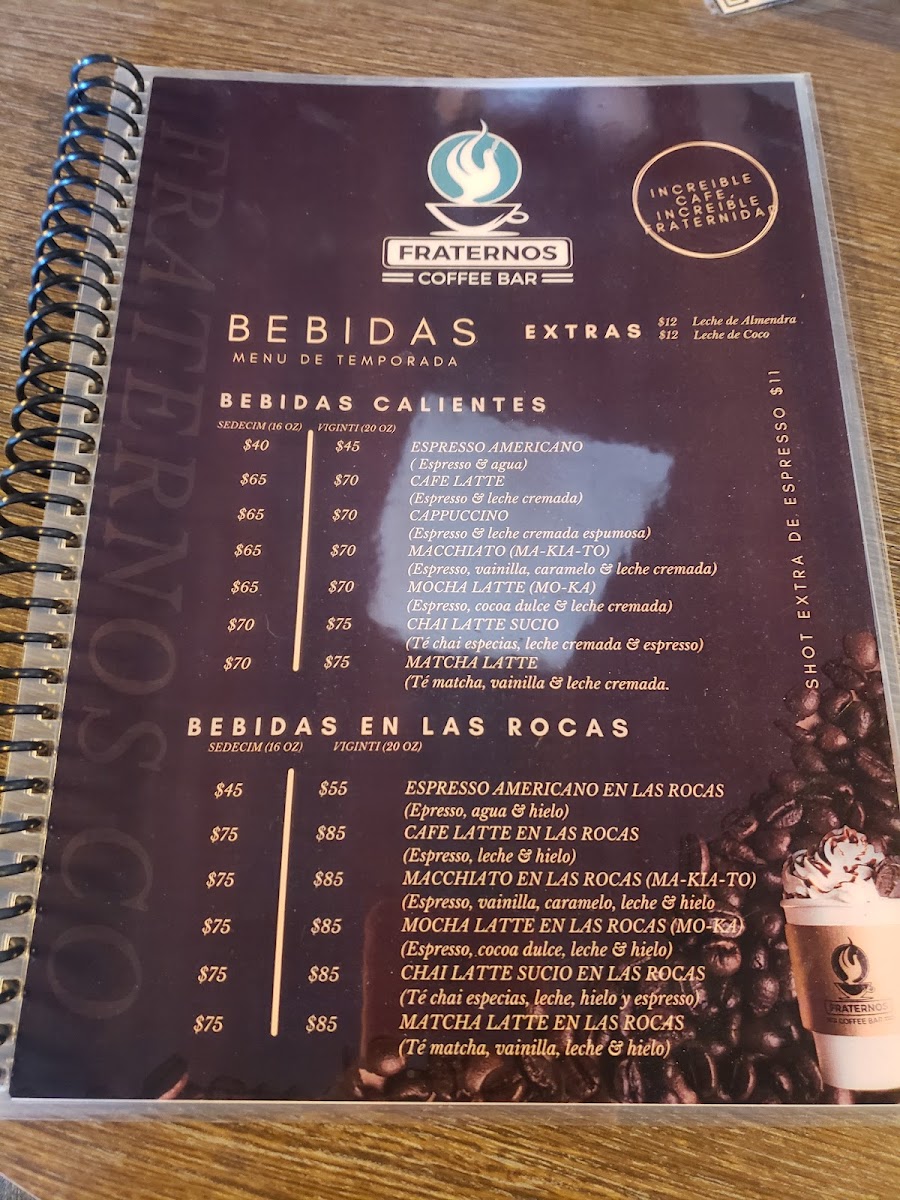 FRATERNOS CO
INCREIBLE
CAFE,
INCREIBLE
FRATERNIDAD
FRATERNOS
COFFEE BAR
BEBIDAS
MENU DE TEMPORADA
EXTRAS
$12 Leche de Almendra
$12 Leche de Coco
SHOT EXTRA DE ESPRESSO $11
BEBIDAS CALIENTES
SEDECIM (16 OZ) VIGINTI (20 OZ)
$40 $45 ESPRESSO AMERICANO
( Espresso & agua)
$65 $70 CAFE LATTE
(Espresso & leche cremada)
$65 $70 CAPPUCCINO
(Espresso & leche cremada espumosa)
$65 $70 MACCHIATO (MA-KIA-TO)
(Espresso, vainilla, caramelo & leche cremada)
$65 $70 MOCHA LATTE (MO-KA)
(Espresso, cocoa dulce & leche cremada)
$70 $75 CHAI LATTE SUCIO
(Té chai especias, leche cremada & espresso)
$70 $75 MATCHA LATTE
(Té matcha, vainilla & leche cremada.
BEBIDAS EN LAS ROCAS
SEDECIM (16 OZ) VIGINTI (20 OZ)
$45 $55 ESPRESSO AMERICANO EN LAS ROCAS
(Epresso, agua & hielo)
$75 $85 CAFE LATTE EN LAS ROCAS
(Espresso, leche & hielo)
$75 $85 MACCHIATO EN LAS ROCAS (MA-KIA-TO)
(Espresso, vainilla, caramelo, leche & hielo
$75 $85 MOCHA LATTE EN LAS ROCAS (MO-KA)
(Espresso, cocoa dulce, leche & hielo)
$75 $85 CHAI LATTE SUCIO EN LAS ROCAS
(Té chai especias, leche, hielo y espresso)
$75 $85 MATCHA LATTE EN LAS ROCAS
(Té matcha, vainilla, leche & hielo)
FRATERNOS
COFFEE BAR